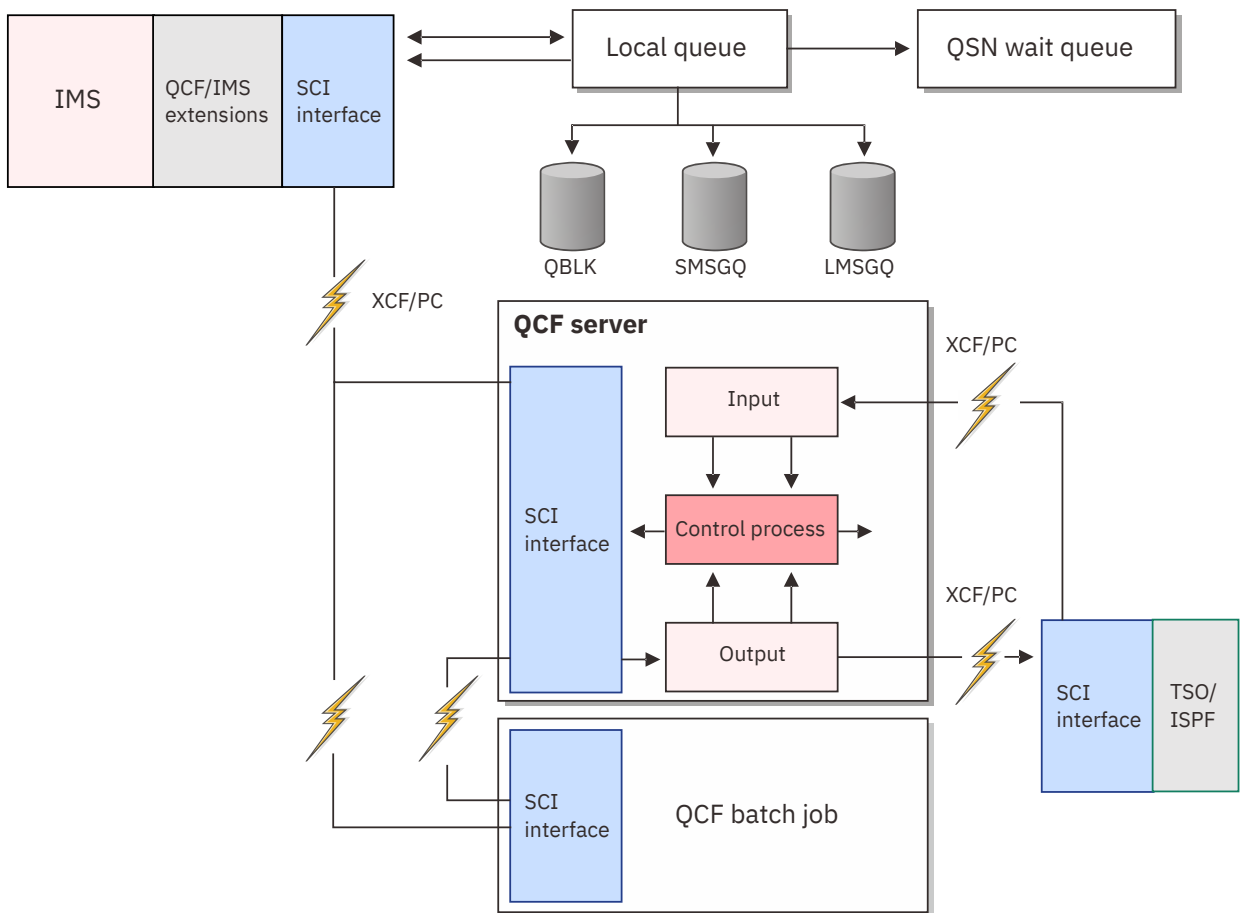 IMS
QCF/IMS
extensions
SCI
interface
Local queue
QSN wait queue
QBLK
SMSGQ
LMSGQ
XCF/PC
QCF server
XCF/PC
Input
SCI
interface
Control process
XCF/PC
Output
SCI
interface
TSO/
ISPF
SCI
interface
QCF batch job